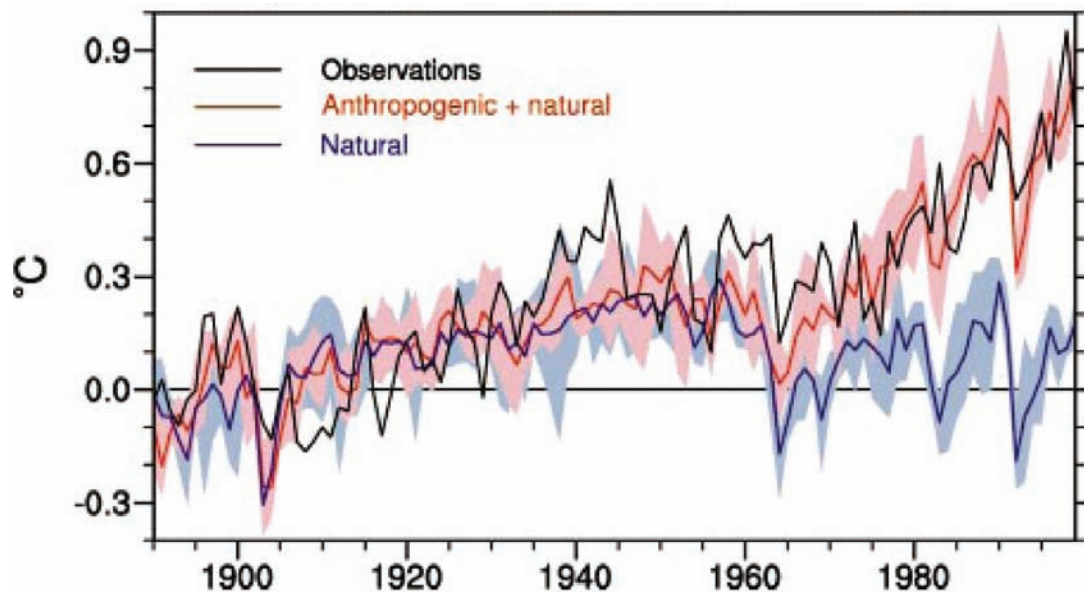 °C
0.9
0.6
0.3
0.0
-0.3
Observations
Anthropogenic + natural
Natural
1900 1920 1940 1960 1980